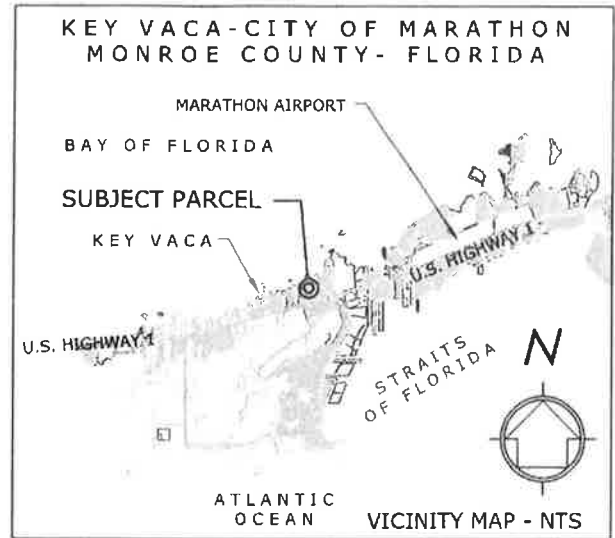 KEY VACA-CITY OF MARATHON
MONROE COUNTY- FLORIDA
MARATHON AIRPORT
BAY OF FLORIDA
SUBJECT PARCEL
KEY VACA
U.S. HIGHWAY 1
U.S. HIGHWAY 1
STRAITS
OF FLORIDA
N
ATLANTIC
OCEAN
VICINITY MAP - NTS